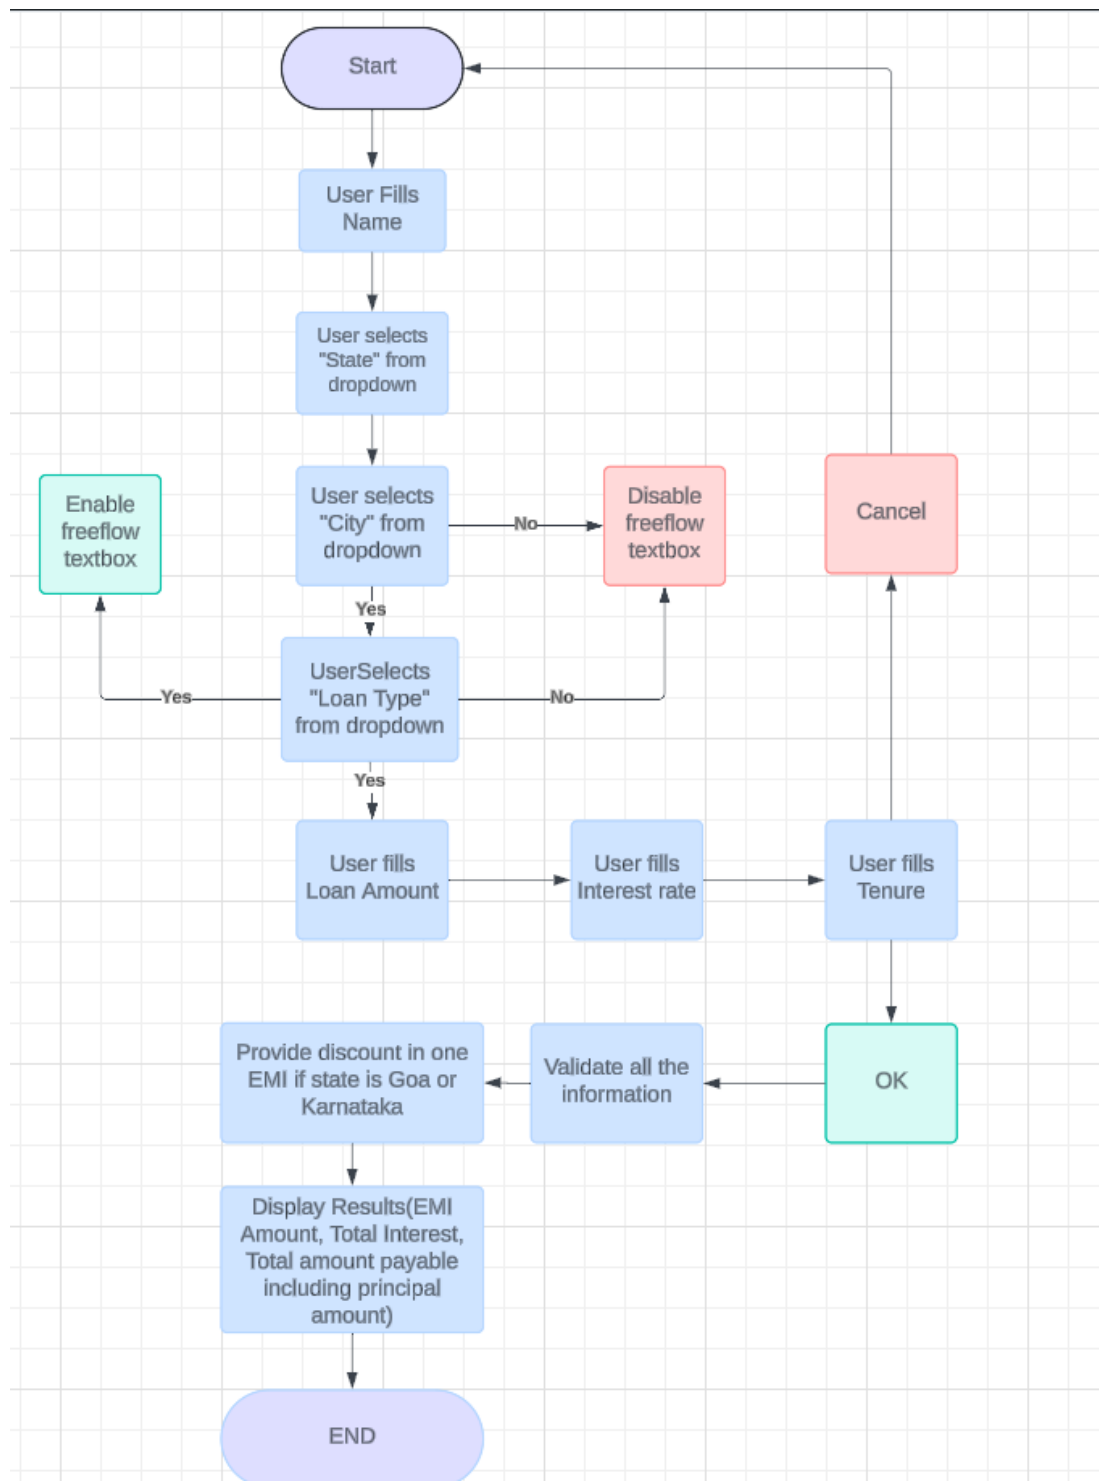 Start
User Fills
Name
User selects
"State" from
dropdown
Enable
freeflow
textbox
User selects
"City" from
dropdown
No
Disable
freeflow
textbox
Cancel
Yes
UserSelects
"Loan Type"
from dropdown
Yes
No
Yes
User fills
Loan Amount
User fills
Interest rate
User fills
Tenure
OK
Validate all the
information
Provide discount in one
EMI if state is Goa or
Karnataka
Display Results(EMI
Amount, Total Interest,
Total amount payable
including principal
amount)
END